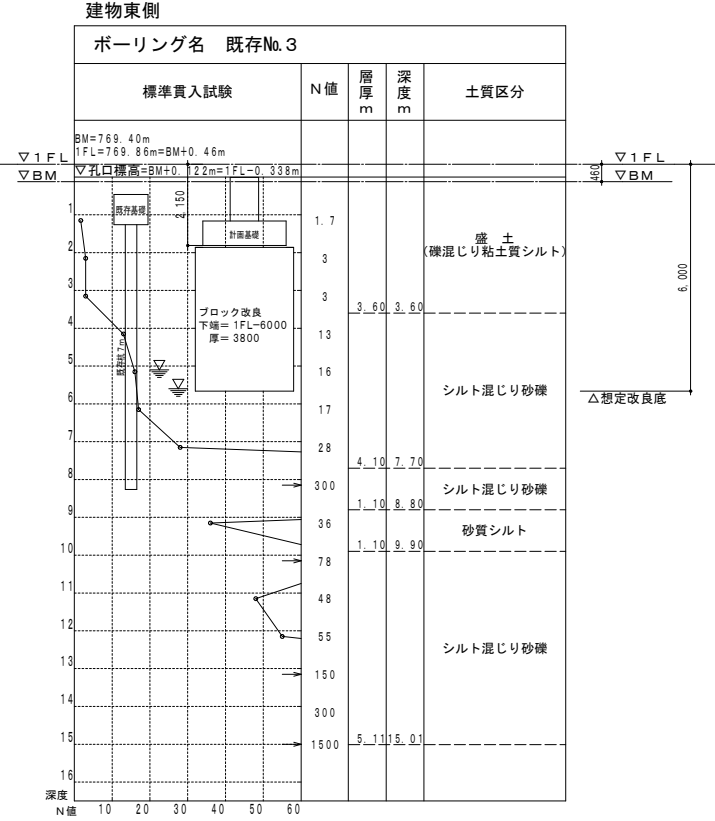 建物東側
ボーリング名　既存No.3
標準貫入試験
N値
層厚m
深度m
土質区分
BM=769.40m
1FL=769.86m=BM+0.46m
▽1FL
▽1FL
▽BM
▽孔口標高=BM+0.122m=1FL-0.338m
460
▽BM
2,150
既存基礎
計画基礎
1
1.7
2
3
盛　土
(礫混じり粘土質シルト)
3
3
3.60
3.60
6,000
4
13
ブロック改良
下端= 1FL-6000
厚= 3800
既存杭7m
5
16
シルト混じり砂礫
△想定改良底
6
17
7
28
4.10
7.70
8
300
シルト混じり砂礫
1.10
8.80
9
36
砂質シルト
1.10
9.90
10
78
11
48
12
55
シルト混じり砂礫
13
150
14
300
15
1500
5.11
15.01
16
深度
N値
10
20
30
40
50
60